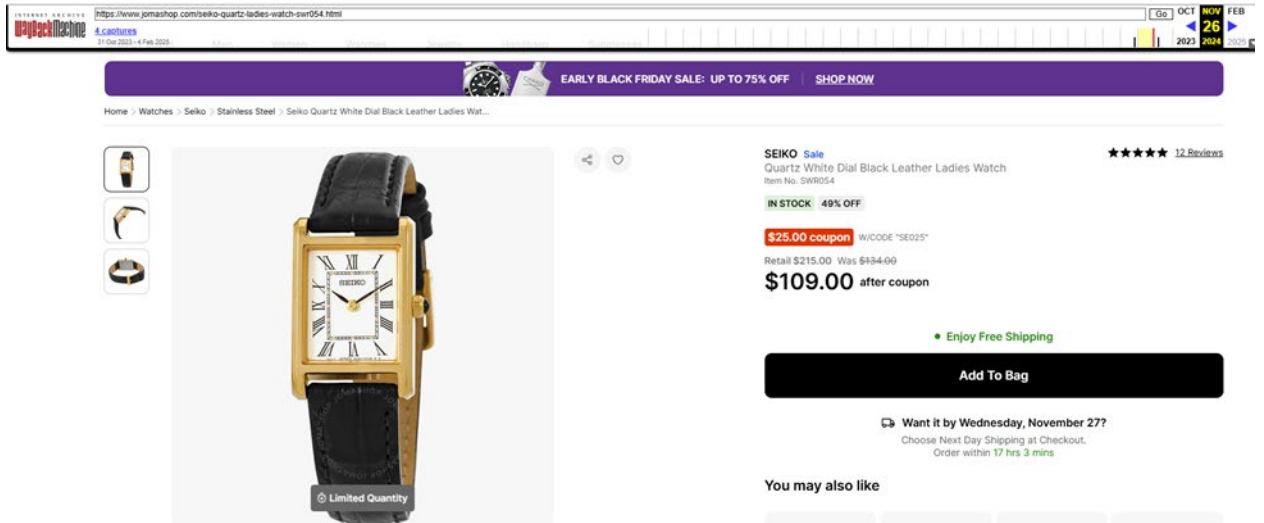 INTERNET ARCHIVE
WayBackMachine
https://www.jomashop.com/seiko-quartz-ladies-watch-swr054.html
Go
OCT NOV FEB
4 captures
26
31 Oct 2023 - 4 Feb 2025
2023 2024 2025
EARLY BLACK FRIDAY SALE: UP TO 75% OFF | SHOP NOW
Home > Watches > Seiko > Stainless Steel > Seiko Quartz White Dial Black Leather Ladies Wat...
SEIKO Sale
12 Reviews
Quartz White Dial Black Leather Ladies Watch
Item No. SWR054
IN STOCK 49% OFF
$25.00 coupon W/CODE "SE025"
Retail $215.00 Was $134.00
$109.00 after coupon
Enjoy Free Shipping
Add To Bag
Want it by Wednesday, November 27?
Choose Next Day Shipping at Checkout.
Order within 17 hrs 3 mins
You may also like
SEIKO
Limited Quantity